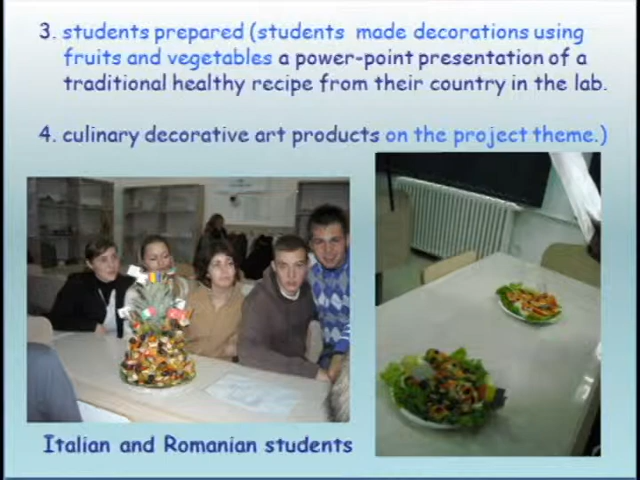 3. students prepared (students made decorations using
fruits and vegetables a power-point presentation of a
traditional healthy recipe from their country in the lab.
4. culinary decorative art products on the project theme.)
Italian and Romanian students